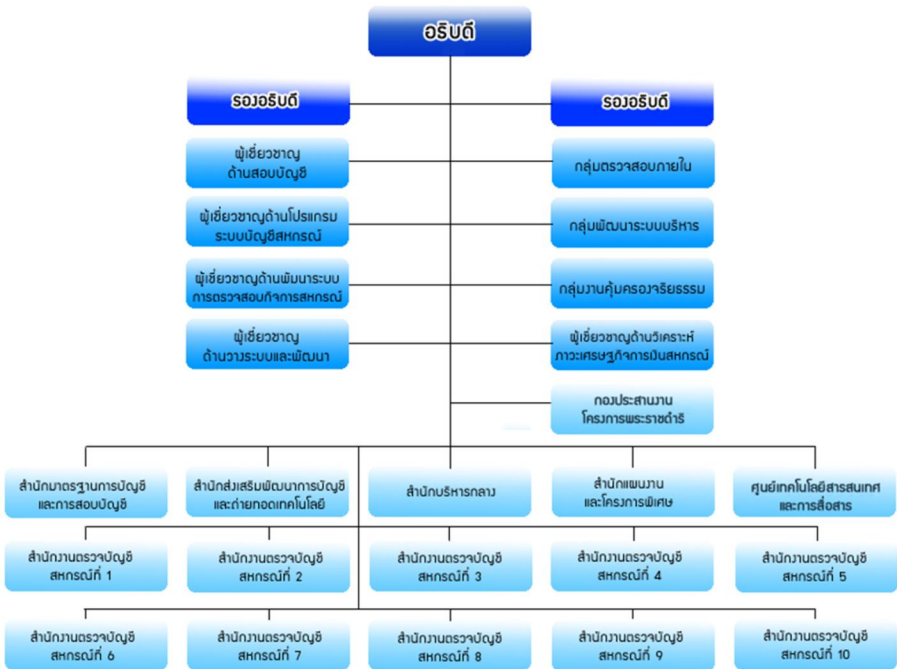 อธิบดี
รองอธิบดี
รองอธิบดี
ผู้เชี่ยวชาญ
ด้านสอบบัญชี
กลุ่มตรวจสอบภายใน
ผู้เชี่ยวชาญด้านโปรแกรม
ระบบบัญชีสหกรณ์
กลุ่มพัฒนาระบบบริหาร
ผู้เชี่ยวชาญด้านพัฒนาระบบ
การตรวจสอบกิจการสหกรณ์
กลุ่มงานคุ้มครองจริยธรรม
ผู้เชี่ยวชาญ
ด้านวางระบบและพัฒนา
ผู้เชี่ยวชาญด้านวิเคราะห์
ภาวะเศรษฐกิจการเงินสหกรณ์
กองประสานงาน
โครงการพระราชดำริ
สำนักมาตรฐานการบัญชี
และการสอบบัญชี
สำนักส่งเสริมพัฒนาการบัญชี
และถ่ายทอดเทคโนโลยี
สำนักบริหารกลาง
สำนักแผนงาน
และโครงการพิเศษ
ศูนย์เทคโนโลยีสารสนเทศ
และการสื่อสาร
สำนักงานตรวจบัญชี
สหกรณ์ที่ 1
สำนักงานตรวจบัญชี
สหกรณ์ที่ 2
สำนักงานตรวจบัญชี
สหกรณ์ที่ 3
สำนักงานตรวจบัญชี
สหกรณ์ที่ 4
สำนักงานตรวจบัญชี
สหกรณ์ที่ 5
สำนักงานตรวจบัญชี
สหกรณ์ที่ 6
สำนักงานตรวจบัญชี
สหกรณ์ที่ 7
สำนักงานตรวจบัญชี
สหกรณ์ที่ 8
สำนักงานตรวจบัญชี
สหกรณ์ที่ 9
สำนักงานตรวจบัญชี
สหกรณ์ที่ 10